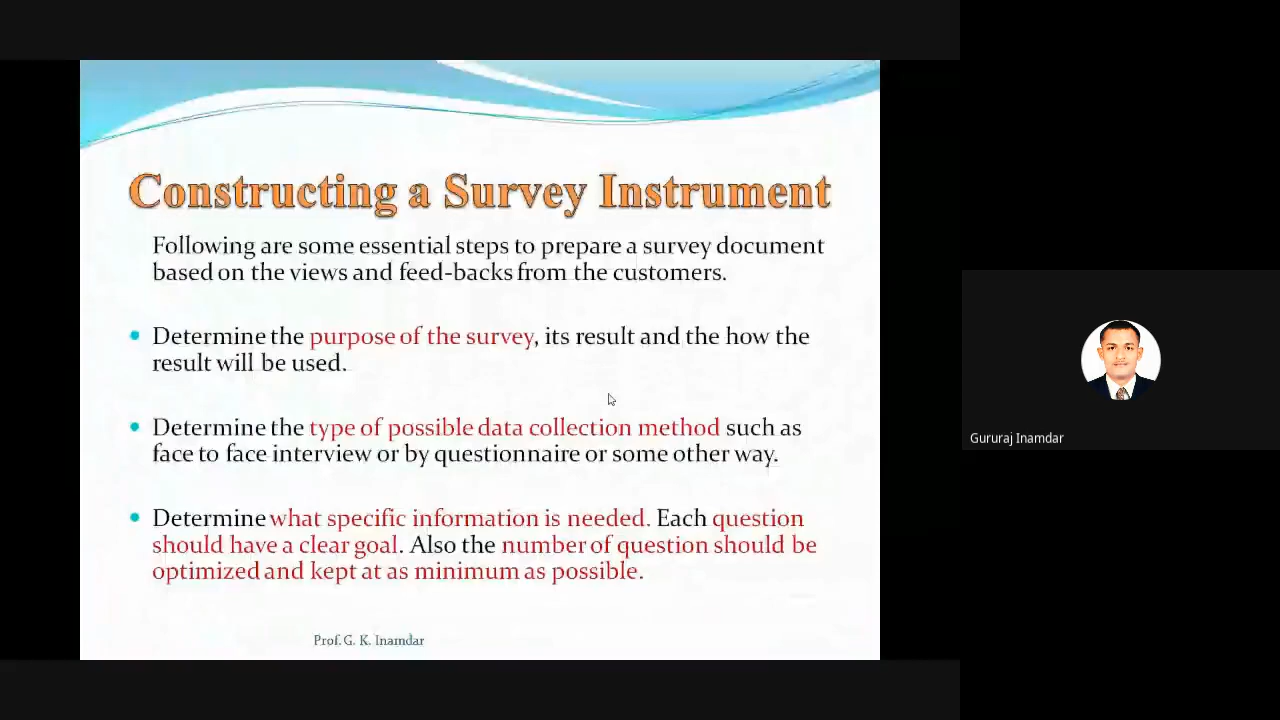 Constructing a Survey Instrument
Following are some essential steps to prepare a survey document
based on the views and feed-backs from the customers.
Determine the purpose of the survey, its result and the how the
result will be used.
Determine the type of possible data collection method such as
face to face interview or by questionnaire or some other way.
Determine what specific information is needed. Each question
should have a clear goal. Also the number of question should be
optimized and kept at as minimum as possible.
Prof. G. K. Inamdar
Gururaj Inamdar